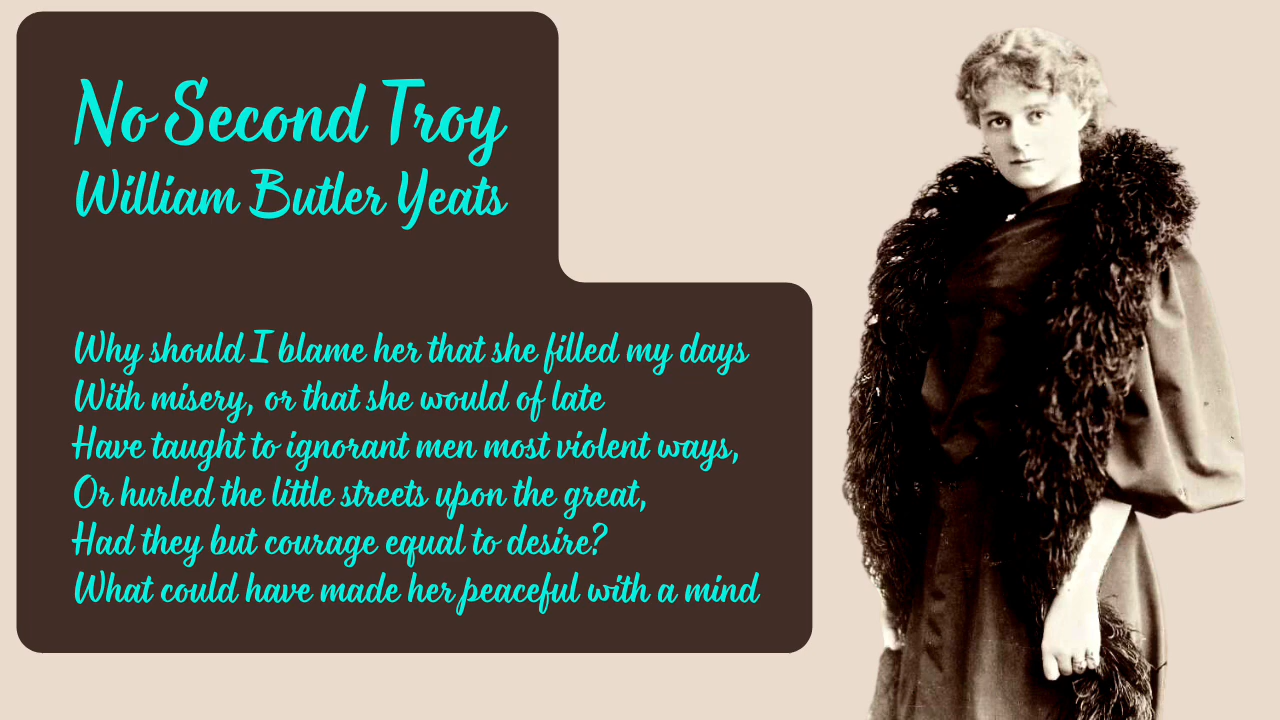 No Second Troy
William Butler Yeats
Why should I blame her that she filled my days
With misery, or that she would of late
Have taught to ignorant men most violent ways,
Or hurled the little streets upon the great,
Had they but courage equal to desire?
What could have made her peaceful with a mind